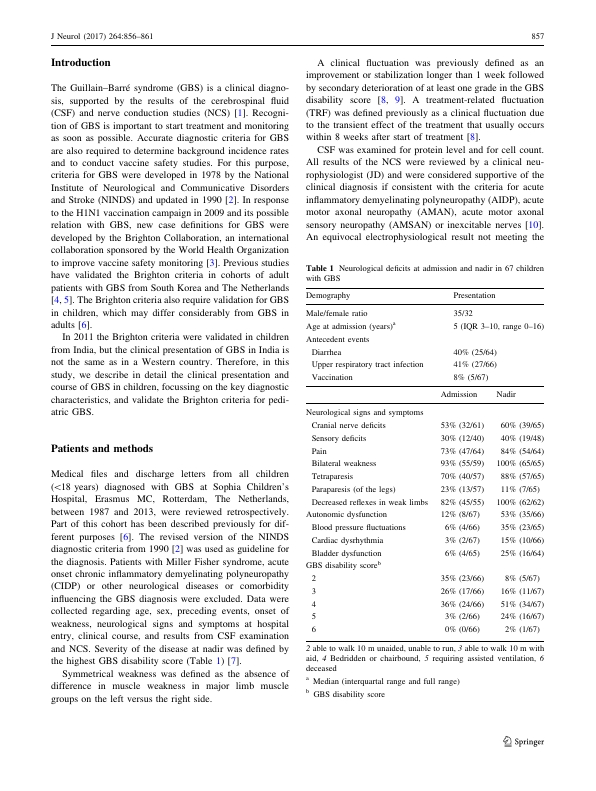 J Neurol (2017) 264:856–861
857
Introduction
The Guillain–Barré syndrome (GBS) is a clinical diagno-
sis, supported by the results of the cerebrospinal fluid
(CSF) and nerve conduction studies (NCS) [1]. Recogni-
tion of GBS is important to start treatment and monitoring
as soon as possible. Accurate diagnostic criteria for GBS
are also required to determine background incidence rates
and to conduct vaccine safety studies. For this purpose,
criteria for GBS were developed in 1978 by the National
Institute of Neurological and Communicative Disorders
and Stroke (NINDS) and updated in 1990 [2]. In response
to the H1N1 vaccination campaign in 2009 and its possible
relation with GBS, new case definitions for GBS were
developed by the Brighton Collaboration, an international
collaboration sponsored by the World Health Organization
to improve vaccine safety monitoring [3]. Previous studies
have validated the Brighton criteria in cohorts of adult
patients with GBS from South Korea and The Netherlands
[4, 5]. The Brighton criteria also require validation for GBS
in children, which may differ considerably from GBS in
adults [6].
In 2011 the Brighton criteria were validated in children
from India, but the clinical presentation of GBS in India is
not the same as in a Western country. Therefore, in this
study, we describe in detail the clinical presentation and
course of GBS in children, focussing on the key diagnostic
characteristics, and validate the Brighton criteria for pedi-
atric GBS.
Patients and methods
Medical files and discharge letters from all children
(<18 years) diagnosed with GBS at Sophia Children's
Hospital, Erasmus MC, Rotterdam, The Netherlands,
between 1987 and 2013, were reviewed retrospectively.
Part of this cohort has been described previously for dif-
ferent purposes [6]. The revised version of the NINDS
diagnostic criteria from 1990 [2] was used as guideline for
the diagnosis. Patients with Miller Fisher syndrome, acute
onset chronic inflammatory demyelinating polyneuropathy
(CIDP) or other neurological diseases or comorbidity
influencing the GBS diagnosis were excluded. Data were
collected regarding age, sex, preceding events, onset of
weakness, neurological signs and symptoms at hospital
entry, clinical course, and results from CSF examination
and NCS. Severity of the disease at nadir was defined by
the highest GBS disability score (Table 1) [7].
Symmetrical weakness was defined as the absence of
difference in muscle weakness in major limb muscle
groups on the left versus the right side.
A clinical fluctuation was previously defined as an
improvement or stabilization longer than 1 week followed
by secondary deterioration of at least one grade in the GBS
disability score [8, 9]. A treatment-related fluctuation
(TRF) was defined previously as a clinical fluctuation due
to the transient effect of the treatment that usually occurs
within 8 weeks after start of treatment [8].
CSF was examined for protein level and for cell count.
All results of the NCS were reviewed by a clinical neu-
rophysiologist (JD) and were considered supportive of the
clinical diagnosis if consistent with the criteria for acute
inflammatory demyelinating polyneuropathy (AIDP), acute
motor axonal neuropathy (AMAN), acute motor axonal
sensory neuropathy (AMSAN) or inexcitable nerves [10].
An equivocal electrophysiological result not meeting the
Table 1 Neurological deficits at admission and nadir in 67 children
with GBS
Demography Presentation
Male/female ratio 35/32
Age at admission (years)a 5 (IQR 3–10, range 0–16)
Antecedent events
Diarrhea 40% (25/64)
Upper respiratory tract infection 41% (27/66)
Vaccination 8% (5/67)
Admission Nadir
Neurological signs and symptoms
Cranial nerve deficits 53% (32/61) 60% (39/65)
Sensory deficits 30% (12/40) 40% (19/48)
Pain 73% (47/64) 84% (54/64)
Bilateral weakness 93% (55/59) 100% (65/65)
Tetraparesis 70% (40/57) 88% (57/65)
Paraparesis (of the legs) 23% (13/57) 11% (7/65)
Decreased reflexes in weak limbs 82% (45/55) 100% (62/62)
Autonomic dysfunction 12% (8/67) 53% (35/66)
Blood pressure fluctuations 6% (4/66) 35% (23/65)
Cardiac dysrhythmia 3% (2/67) 15% (10/66)
Bladder dysfunction 6% (4/65) 25% (16/64)
GBS disability scoreb
2 35% (23/66) 8% (5/67)
3 26% (17/66) 16% (11/67)
4 36% (24/66) 51% (34/67)
5 3% (2/66) 24% (16/67)
6 0% (0/66) 2% (1/67)
2 able to walk 10 m unaided, unable to run, 3 able to walk 10 m with
aid, 4 Bedridden or chairbound, 5 requiring assisted ventilation, 6
deceased
a Median (interquartal range and full range)
b GBS disability score
Springer